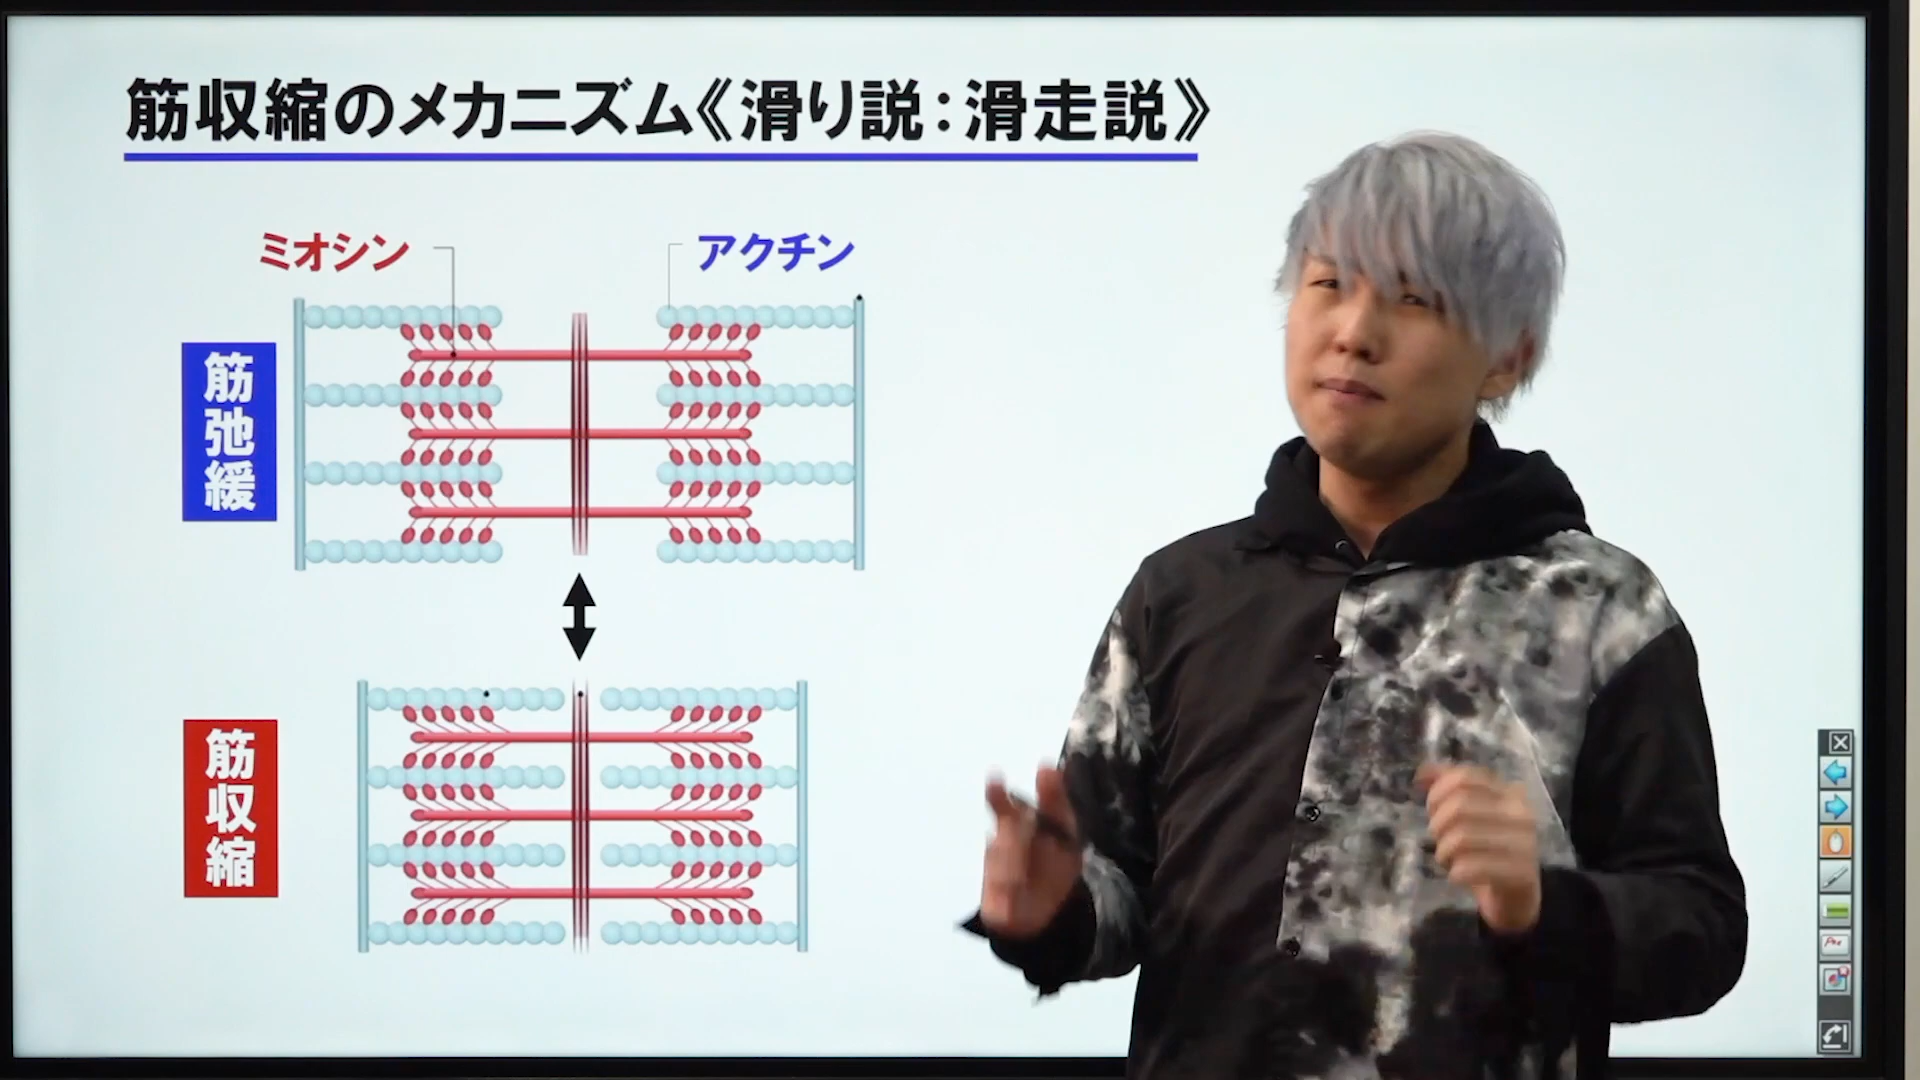 筋収縮のメカニズム《滑り説：滑走説》
ミオシン
アクチン
筋弛緩
筋収縮